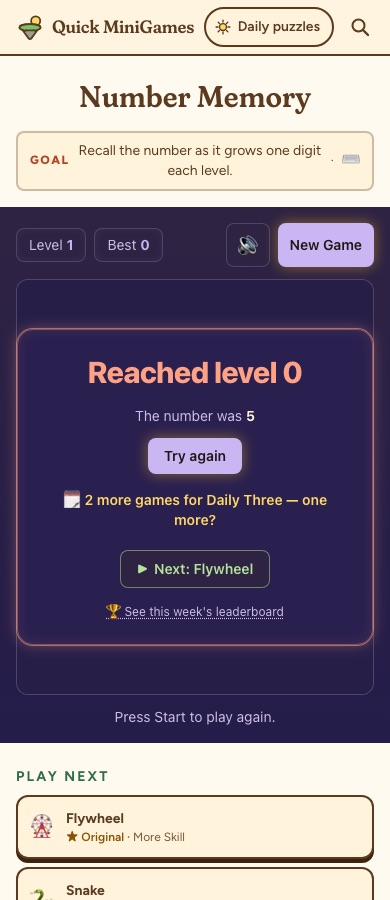 Quick MiniGames
Daily puzzles
Number Memory
GOAL
Recall the number as it grows one digit
each level.
·
Level 1
Best 0
New Game
Reached level 0
The number was 5
Try again
2 more games for Daily Three — one
more?
Next: Flywheel
See this week's leaderboard
Press Start to play again.
PLAY NEXT
Flywheel
Original · More Skill
Snake